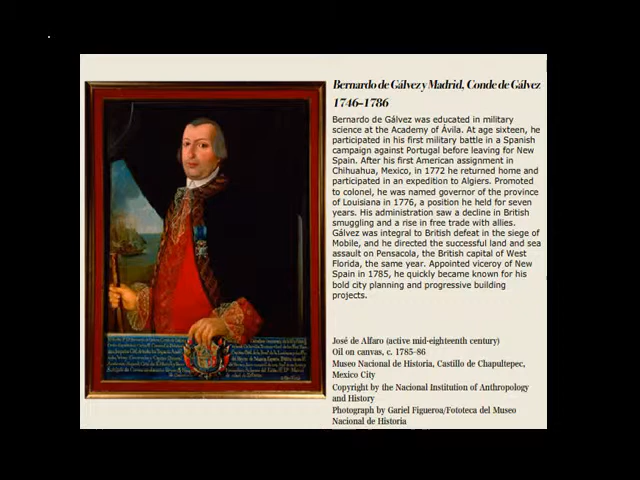 Bernardo de Gálvez y Madrid, Conde de Gálvez
1746–1786
Bernardo de Gálvez was educated in military
science at the Academy of Ávila. At age sixteen, he
participated in his first military battle in a Spanish
campaign against Portugal before leaving for New
Spain. After his first American assignment in
Chihuahua, Mexico, in 1772 he returned home and
participated in an expedition to Algiers. Promoted
to colonel, he was named governor of the province
of Louisiana in 1776, a position he held for seven
years. His administration saw a decline in British
smuggling and a rise in free trade with allies.
Gálvez was integral to British defeat in the siege of
Mobile, and he directed the successful land and sea
assault on Pensacola, the British capital of West
Florida, the same year. Appointed viceroy of New
Spain in 1785, he quickly became known for his
bold city planning and progressive building
projects.
José de Alfaro (active mid-eighteenth century)
Oil on canvas, c. 1785-86
Museo Nacional de Historia, Castillo de Chapultepec,
Mexico City
Copyright by the National Institution of Anthropology
and History
Photograph by Gariel Figueroa/Fototeca del Museo
Nacional de Historia